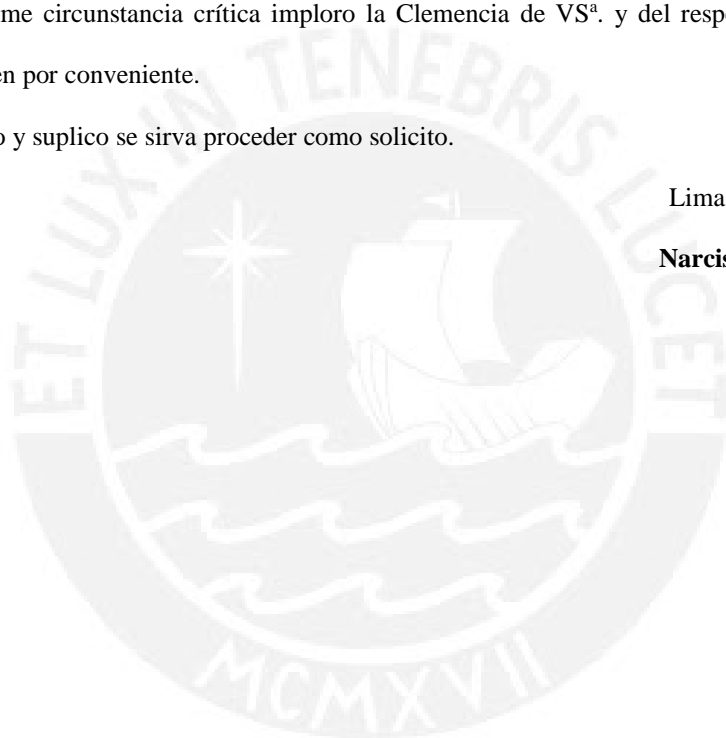 me circunstancia crítica imploro la Clemencia de VSª. y del resp
en por conveniente.
o y suplico se sirva proceder como solicito.
Lima
Narcis
ET LUX IN TENEBRIS LUCET
MCMXVII